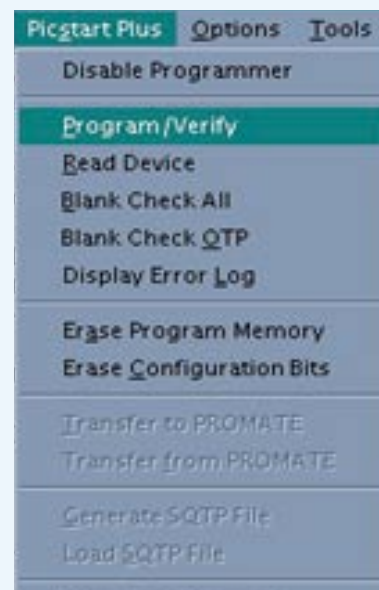 Picstart Plus Options Tools
Disable Programmer
Program/Verify
Read Device
Blank Check All
Blank Check OTP
Display Error Log
Erase Program Memory
Erase Configuration Bits
Transfer to PROMATE
Transfer from PROMATE
Generate SQTP File
Load SQTP File